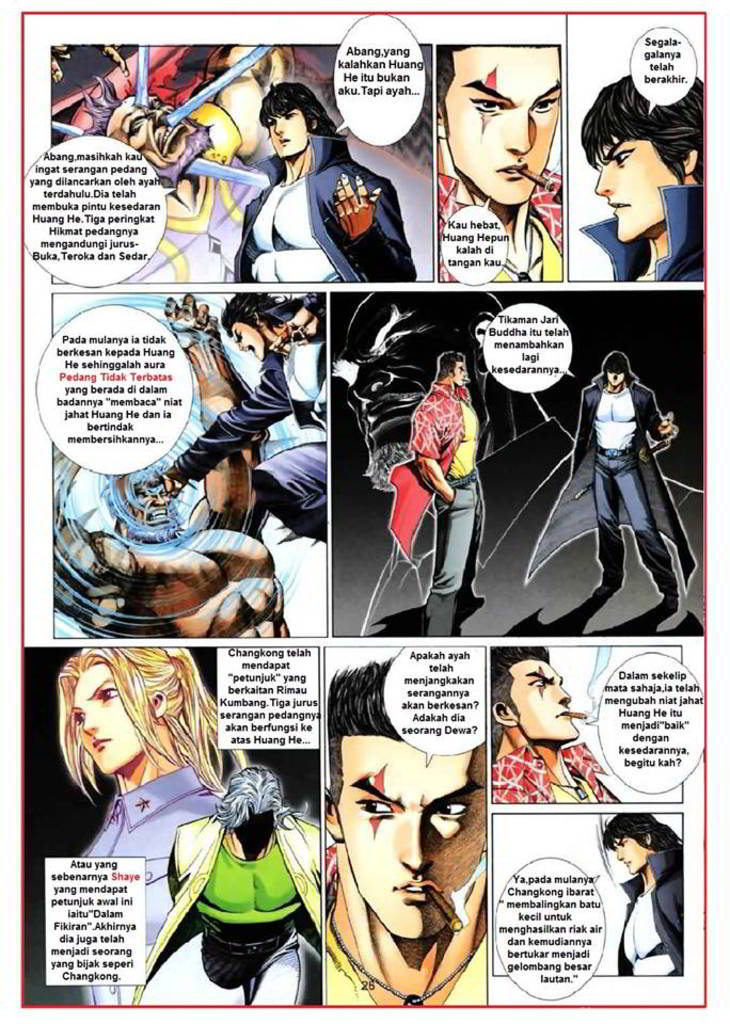 Abang,yang
kalahkan Huang
He itu bukan
aku.Tapi ayah...
Abang,masihkah kau
ingat serangan pedang
yang dilancarkan oleh ayah
terdahulu.Dia telah
membuka pintu kesedaran
Huang He.Tiga peringkat
Hikmat pedangnya
mengandungi jurus-
Buka,Teroka dan Sedar.
Kau hebat,
Huang Hepun
kalah di
tangan kau.
Segala-
galanya
telah
berakhir.
Pada mulanya ia tidak
berkesan kepada Huang
He sehinggalah aura
Pedang Tidak Terbatas
yang berada di dalam
badannya "membaca" niat
jahat Huang He dan ia
bertindak
membersihkannya...
Tikaman Jari
Buddha itu telah
menambahkan
lagi
kesedarannya...
Changkong telah
mendapat
"petunjuk" yang
berkaitan Rimau
Kumbang.Tiga jurus
serangan pedangnya
akan berfungsi ke
atas Huang He...
Atau yang
sebenarnya Shaye
yang mendapat
petunjuk awal ini
iaitu"Dalam
Fikiran". Akhirnya
dia juga telah
menjadi seorang
yang bijak seperi
Changkong.
Apakah ayah
telah
menjangkakan
serangannya
akan berkesan?
Adakah dia
seorang Dewa?
Dalam sekelip
mata sahaja,ia telah
mengubah niat jahat
Huang He itu
menjadi"baik"
dengan
kesedarannya,
begitu kah?
Ya,pada mulanya
Changkong ibarat
"membalingkan batu
kecil untuk
menghasilkan riak air
dan kemudiannya
bertukar menjadi
gelombang besar
lautan."
26